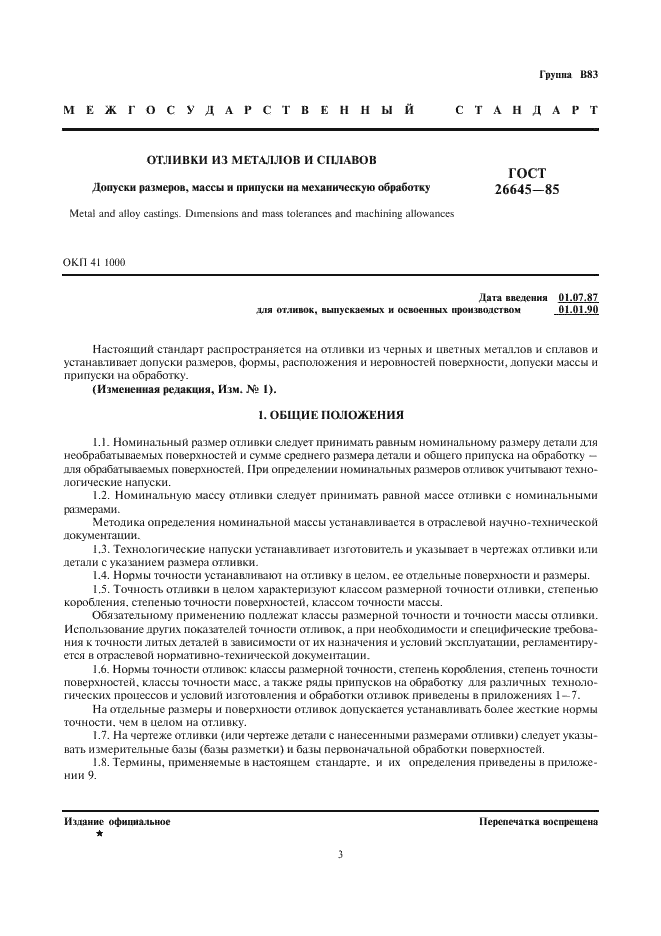 Группа В83
МЕЖГОСУДАРСТВЕННЫЙ СТАНДАРТ
ОТЛИВКИ ИЗ МЕТАЛЛОВ И СПЛАВОВ
Допуски размеров, массы и припуски на механическую обработку
Metal and alloy castings. Dimensions and mass tolerances and machining allowances
ГОСТ
26645—85
ОКП 41 1000
Дата введения 01.07.87
для отливок, выпускаемых и освоенных производством 01.01.90
Настоящий стандарт распространяется на отливки из черных и цветных металлов и сплавов и
устанавливает допуски размеров, формы, расположения и неровностей поверхности, допуски массы и
припуски на обработку.
(Измененная редакция, Изм. № 1).
1. ОБЩИЕ ПОЛОЖЕНИЯ
1.1. Номинальный размер отливки следует принимать равным номинальному размеру детали для
необрабатываемых поверхностей и сумме среднего размера детали и общего припуска на обработку —
для обрабатываемых поверхностей. При определении номинальных размеров отливок учитывают техно-
логические напуски.
1.2. Номинальную массу отливки следует принимать равной массе отливки с номинальными
размерами.
Методика определения номинальной массы устанавливается в отраслевой научно-технической
документации.
1.3. Технологические напуски устанавливает изготовитель и указывает в чертежах отливки или
детали с указанием размера отливки.
1.4. Нормы точности устанавливают на отливку в целом, ее отдельные поверхности и размеры.
1.5. Точность отливки в целом характеризуют классом размерной точности отливки, степенью
коробления, степенью точности поверхностей, классом точности массы.
Обязательному применению подлежат классы размерной точности и точности массы отливки.
Использование других показателей точности отливок, а при необходимости и специфические требова-
ния к точности литых деталей в зависимости от их назначения и условий эксплуатации, регламентиру-
ется в отраслевой нормативно-технической документации.
1.6. Нормы точности отливок: классы размерной точности, степень коробления, степень точности
поверхностей, классы точности масс, а также ряды припусков на обработку для различных техноло-
гических процессов и условий изготовления и обработки отливок приведены в приложениях 1—7.
На отдельные размеры и поверхности отливок допускается устанавливать более жесткие нормы
точности, чем в целом на отливку.
1.7. На чертеже отливки (или чертеже детали с нанесенными размерами отливки) следует указы-
вать измерительные базы (базы разметки) и базы первоначальной обработки поверхностей.
1.8. Термины, применяемые в настоящем стандарте, и их определения приведены в приложе-
нии 9.
Издание официальное
Перепечатка воспрещена
★
3